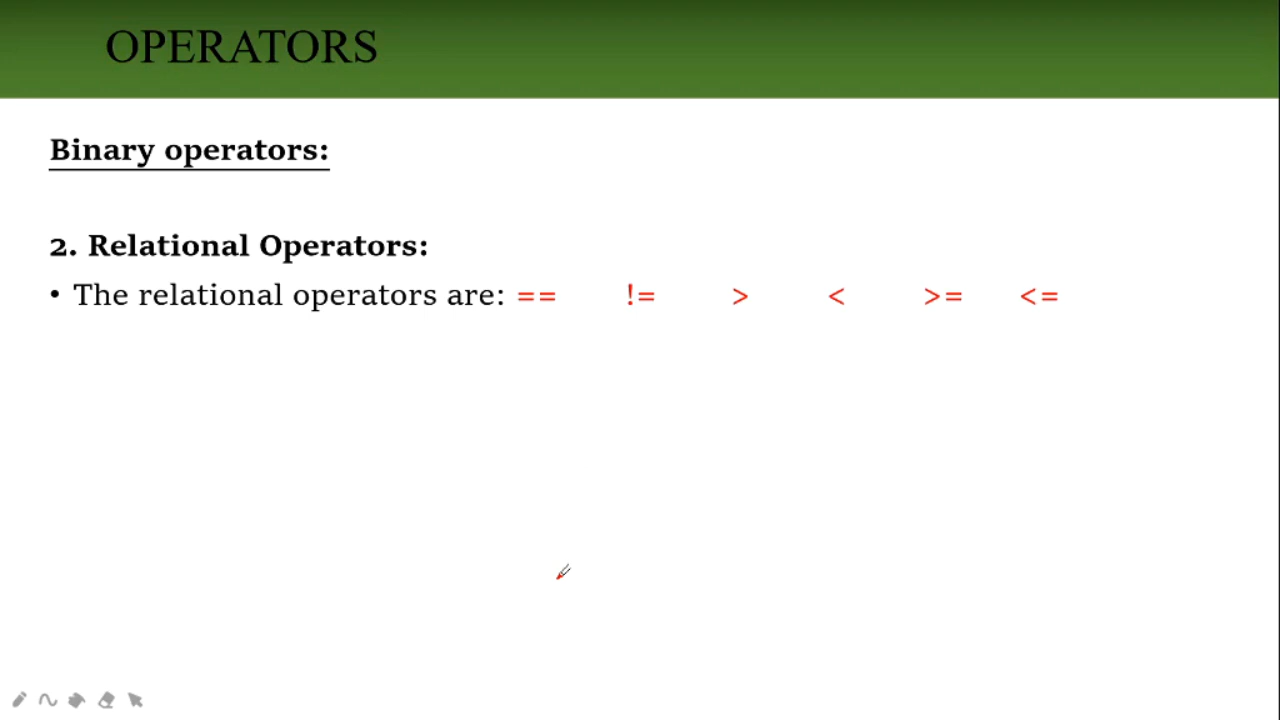 OPERATORS
Binary operators:
2. Relational Operators:
• The relational operators are: == != > < >= <=